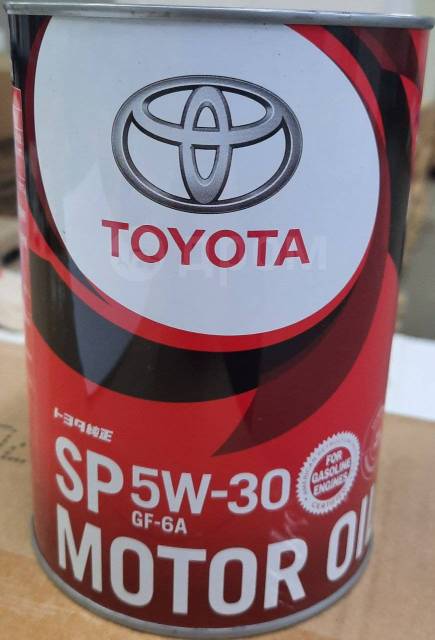 TOYOTA
トヨタ純正
SP 5W-30
GF-6A
FOR
GASOLINE
ENGINES
MOTOR OIL